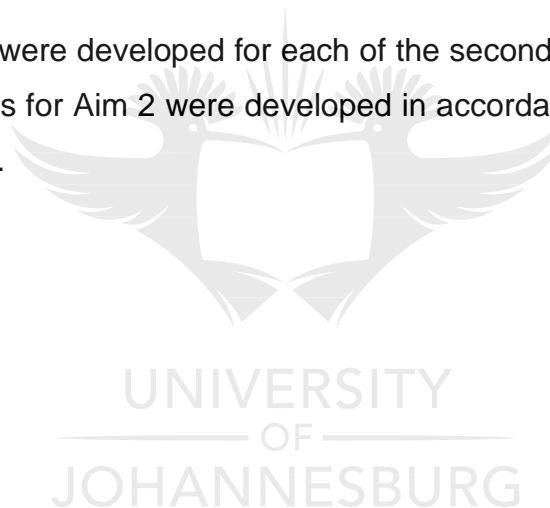 were developed for each of the second
s for Aim 2 were developed in accorda
.
UNIVERSITY
OF
JOHANNESBURG